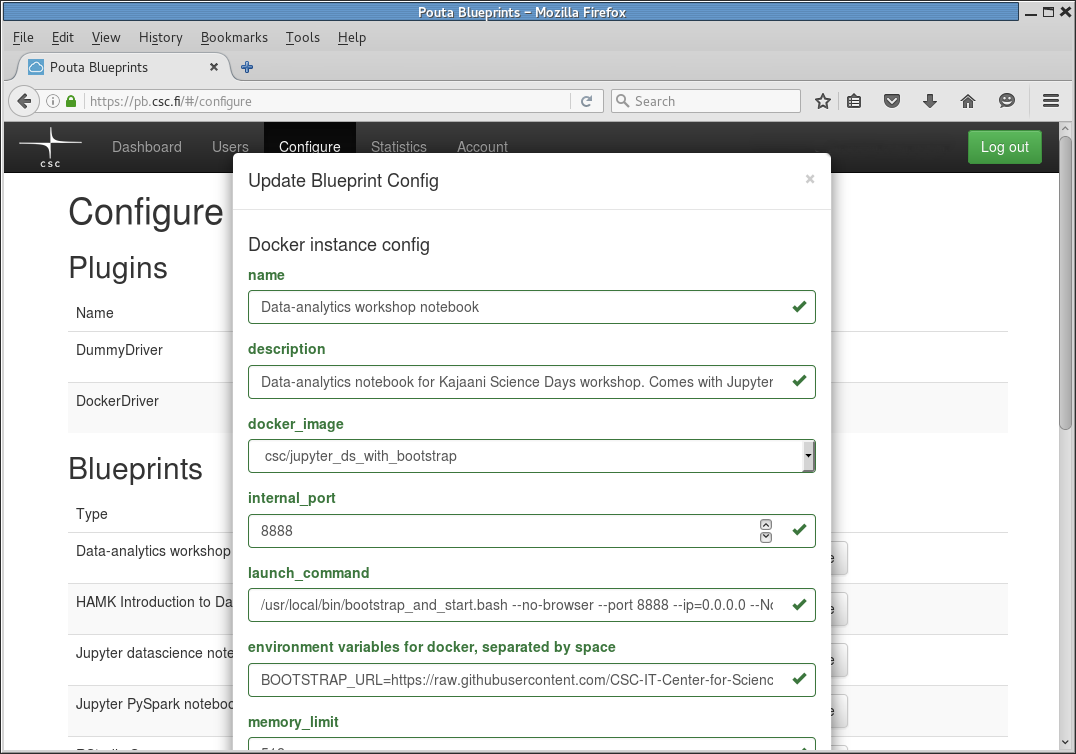 Pouta Blueprints – Mozilla Firefox
File Edit View History Bookmarks Tools Help
Pouta Blueprints
https://pb.csc.fi/#/configure
Search
csc
Dashboard Users Configure Statistics Account Log out
Update Blueprint Config ×
Configure
Docker instance config
Plugins
name
Name
Data-analytics workshop notebook
DummyDriver
description
Data-analytics notebook for Kajaani Science Days workshop. Comes with Jupyter
DockerDriver
docker_image
csc/jupyter_ds_with_bootstrap
Blueprints
internal_port
Type
8888
Data-analytics workshop
launch_command
HAMK Introduction to Da
/usr/local/bin/bootstrap_and_start.bash --no-browser --port 8888 --ip=0.0.0.0 --No
Jupyter datascience note
environment variables for docker, separated by space
BOOTSTRAP_URL=https://raw.githubusercontent.com/CSC-IT-Center-for-Scienc
Jupyter PySpark noteboo
memory_limit